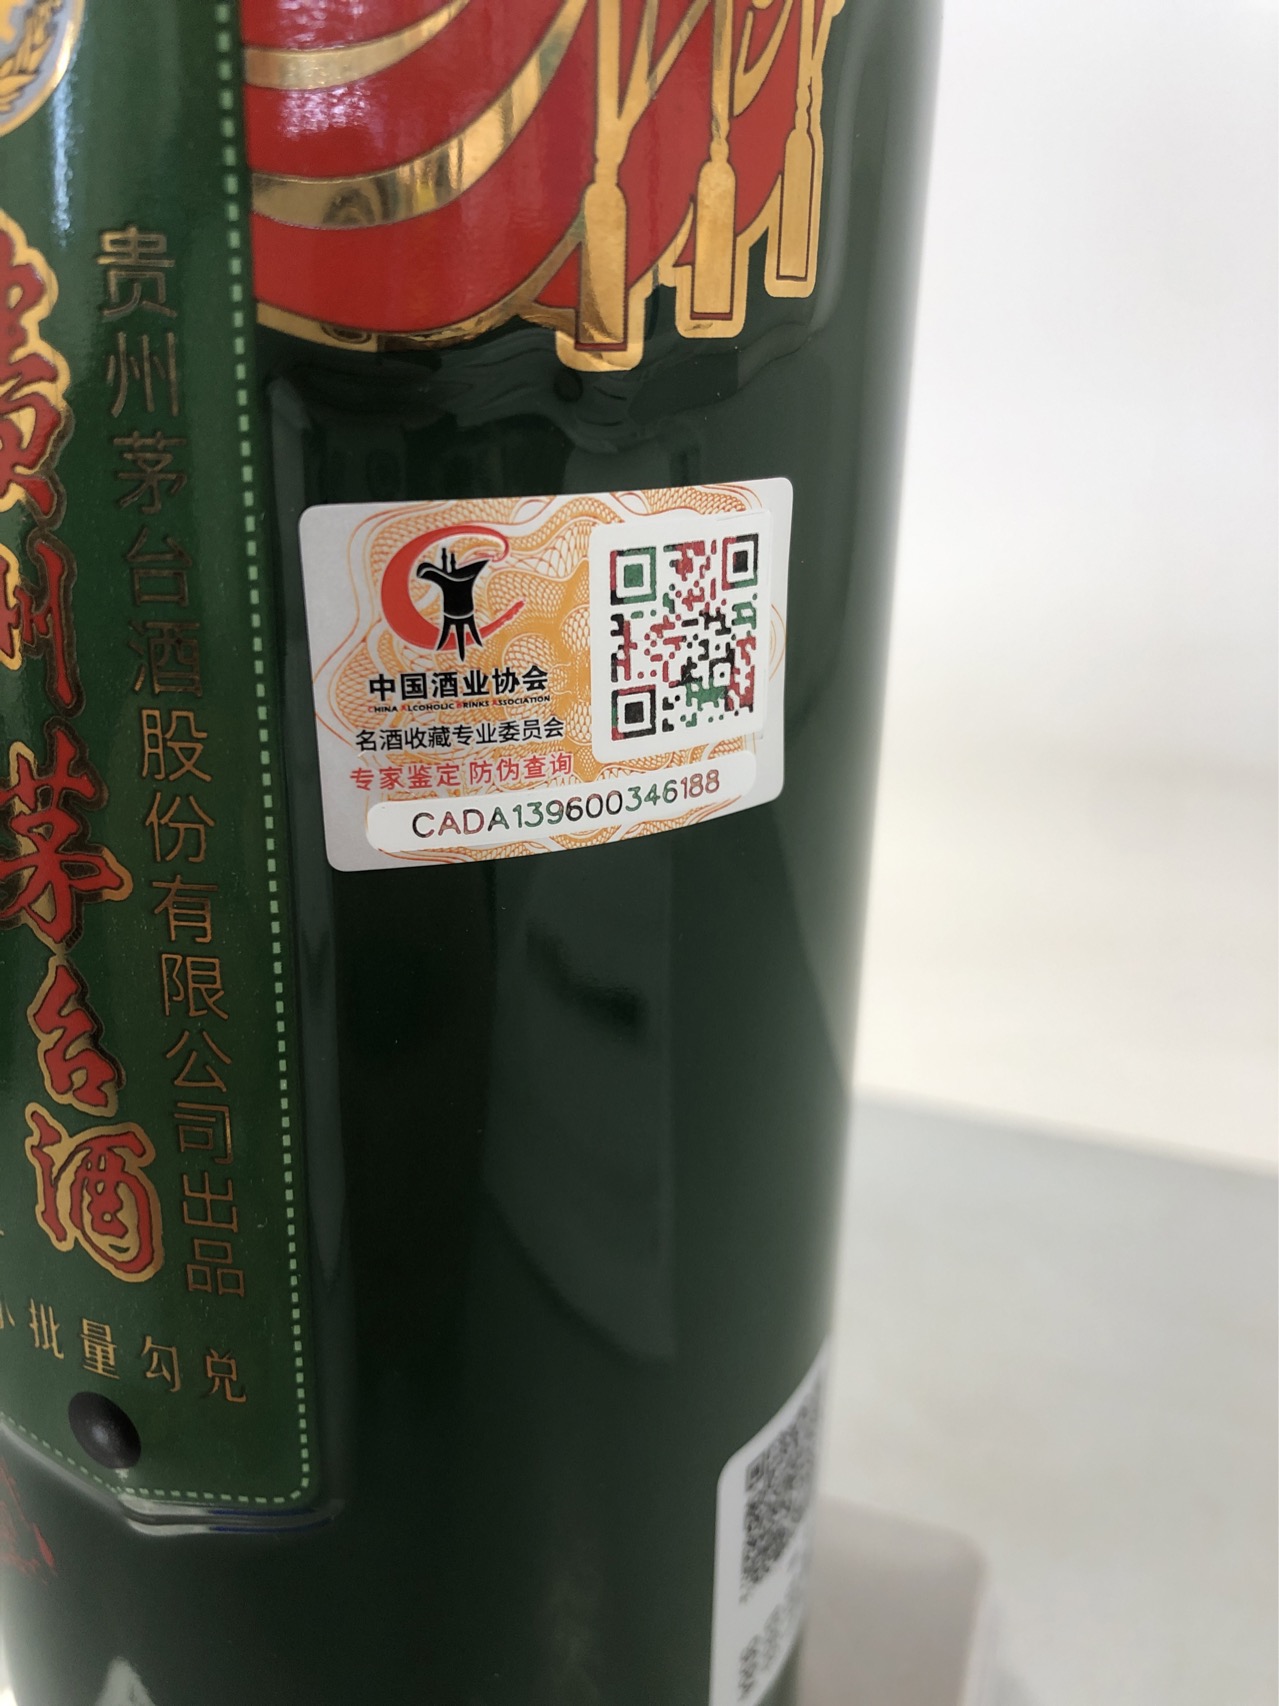 贵州茅台酒
贵州茅台酒股份有限公司出品
小批量勾兑
中国酒业协会
CHINA ALCOHOLIC DRINKS ASSOCIATION
名酒收藏专业委员会
专家鉴定 防伪查询
CADA139600346188